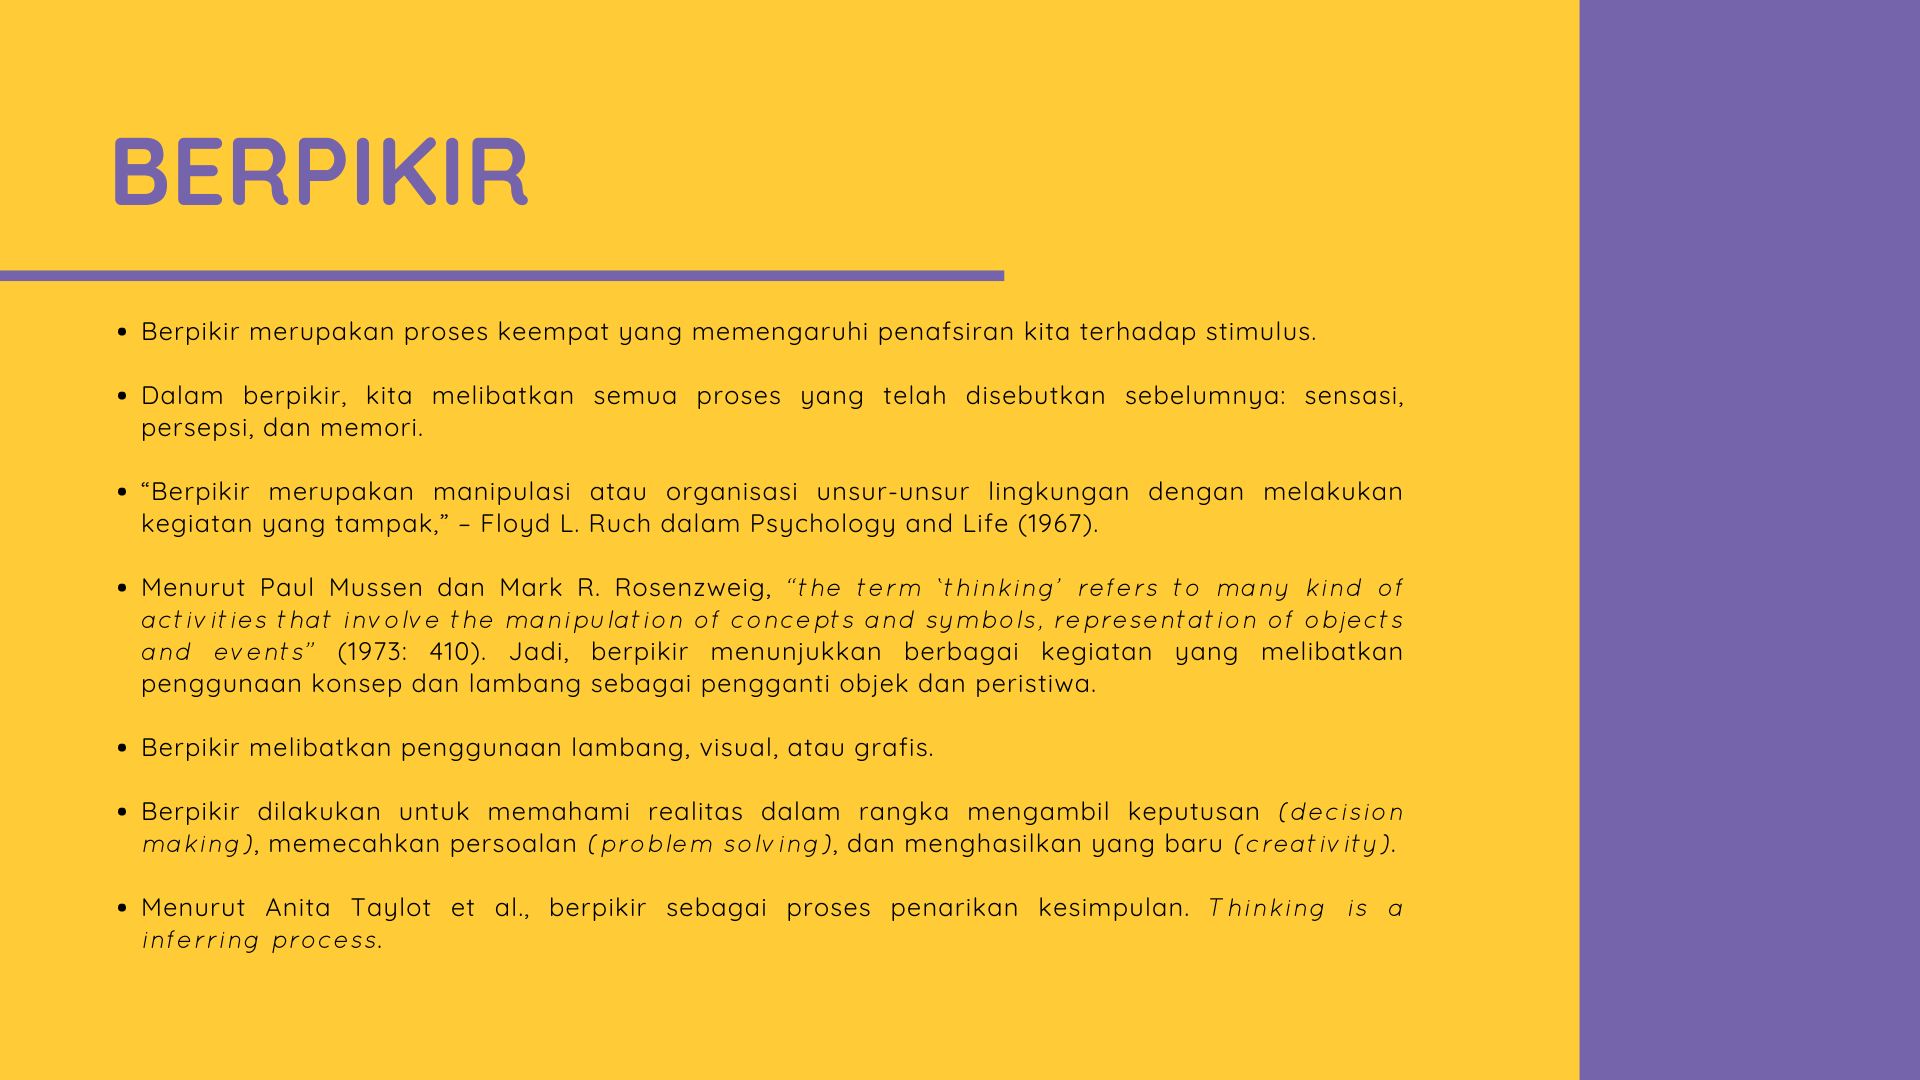 BERPIKIR
• Berpikir merupakan proses keempat yang memengaruhi penafsiran kita terhadap stimulus.
• Dalam berpikir, kita melibatkan semua proses yang telah disebutkan sebelumnya: sensasi,
persepsi, dan memori.
• “Berpikir merupakan manipulasi atau organisasi unsur-unsur lingkungan dengan melakukan
kegiatan yang tampak,” – Floyd L. Ruch dalam Psychology and Life (1967).
• Menurut Paul Mussen dan Mark R. Rosenzweig, “the term ‘thinking’ refers to many kind of
activities that involve the manipulation of concepts and symbols, representation of objects
and events” (1973: 410). Jadi, berpikir menunjukkan berbagai kegiatan yang melibatkan
penggunaan konsep dan lambang sebagai pengganti objek dan peristiwa.
• Berpikir melibatkan penggunaan lambang, visual, atau grafis.
• Berpikir dilakukan untuk memahami realitas dalam rangka mengambil keputusan (decision
making), memecahkan persoalan (problem solving), dan menghasilkan yang baru (creativity).
• Menurut Anita Taylot et al., berpikir sebagai proses penarikan kesimpulan. Thinking is a
inferring process.